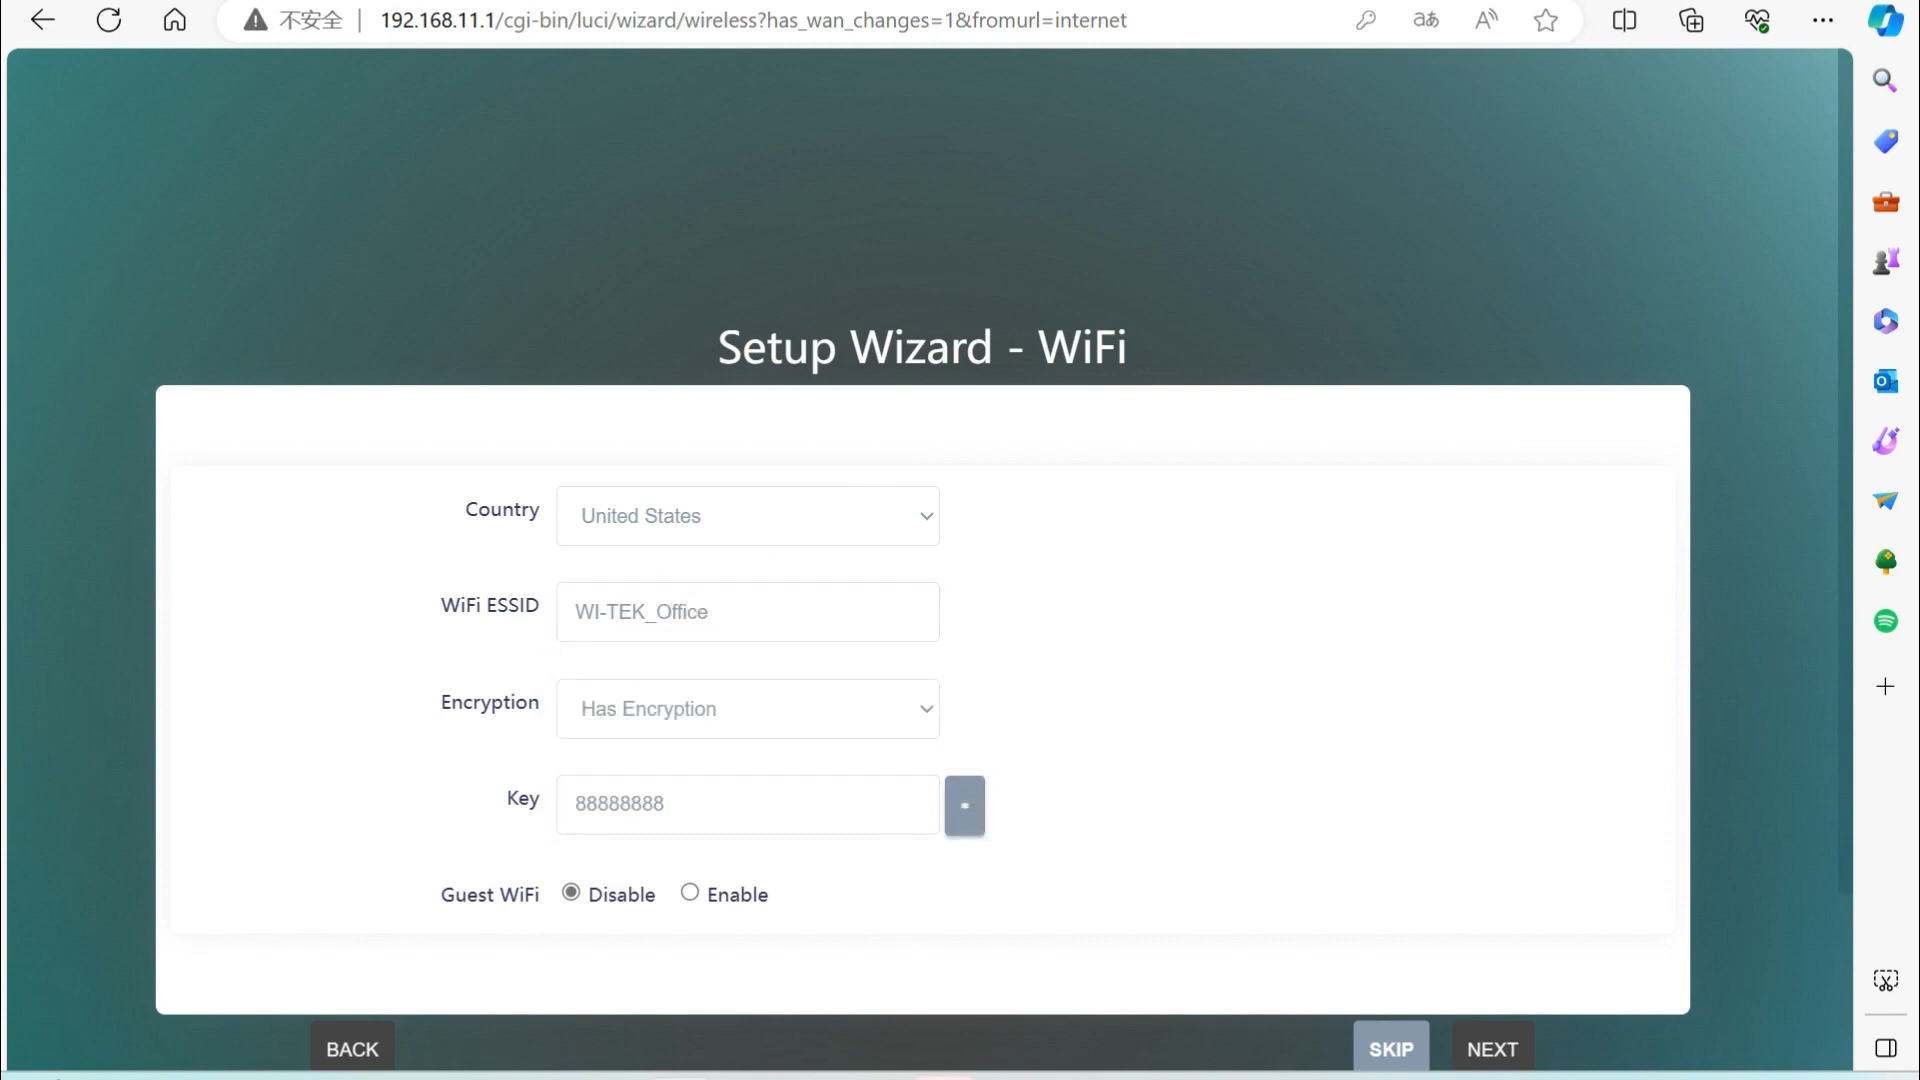 不安全 | 192.168.11.1/cgi-bin/luci/wizard/wireless?has_wan_changes=1&fromurl=internet
Setup Wizard - WiFi
Country United States
WiFi ESSID WI-TEK_Office
Encryption Has Encryption
Key 88888888 *
Guest WiFi Disable Enable
BACK SKIP NEXT